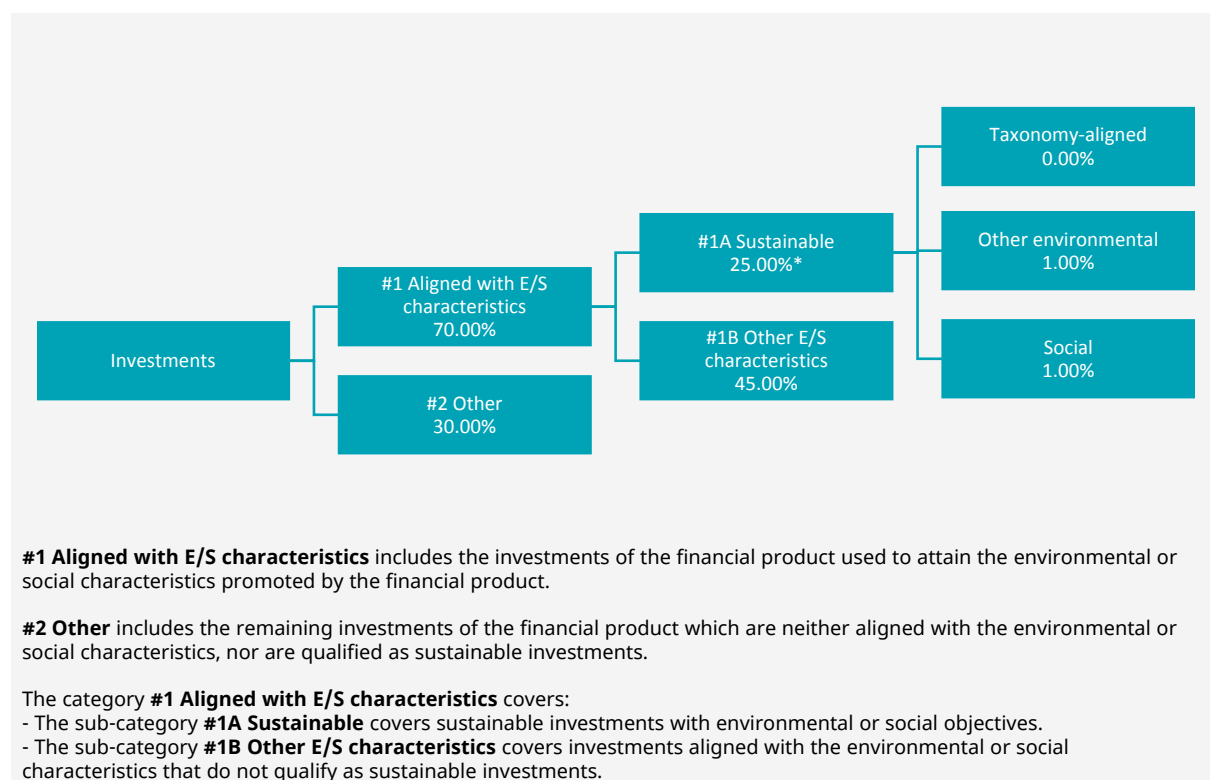 Taxonomy-aligned
0.00%
#1A Sustainable
25.00%*
Other environmental
1.00%
#1 Aligned with E/S
characteristics
70.00%
Investments
#1B Other E/S
characteristics
45.00%
Social
1.00%
#2 Other
30.00%
#1 Aligned with E/S characteristics includes the investments of the financial product used to attain the environmental or
social characteristics promoted by the financial product.
#2 Other includes the remaining investments of the financial product which are neither aligned with the environmental or
social characteristics, nor are qualified as sustainable investments.
The category #1 Aligned with E/S characteristics covers:
- The sub-category #1A Sustainable covers sustainable investments with environmental or social objectives.
- The sub-category #1B Other E/S characteristics covers investments aligned with the environmental or social
characteristics that do not qualify as sustainable investments.